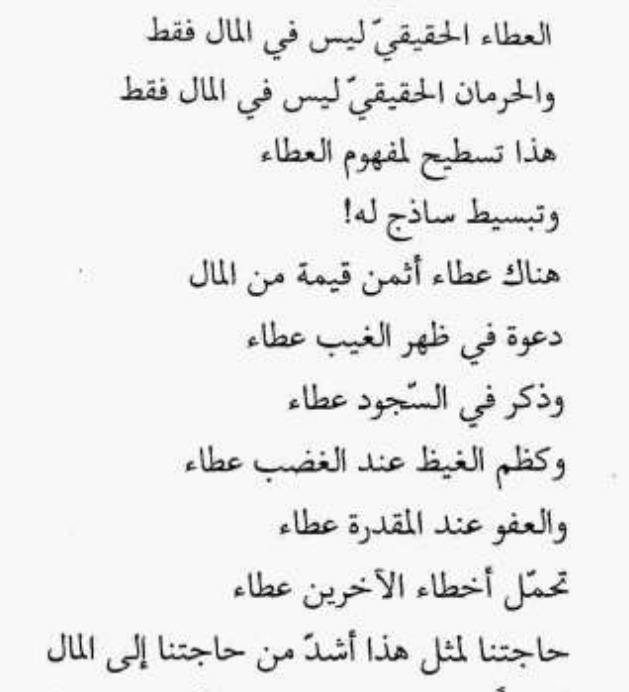 العطاء الحقيقيّ ليس في المال فقط
والحرمان الحقيقيّ ليس في المال فقط
هذا تسطيح لمفهوم العطاء
وتبسيط ساذج له!
هناك عطاء أثمن قيمة من المال
دعوة في ظهر الغيب عطاء
وذكر في السّجود عطاء
وكظم الغيظ عند الغضب عطاء
والعفو عند المقدرة عطاء
تحمّل أخطاء الآخرين عطاء
حاجتنا لمثل هذا أشدّ من حاجتنا إلى المال